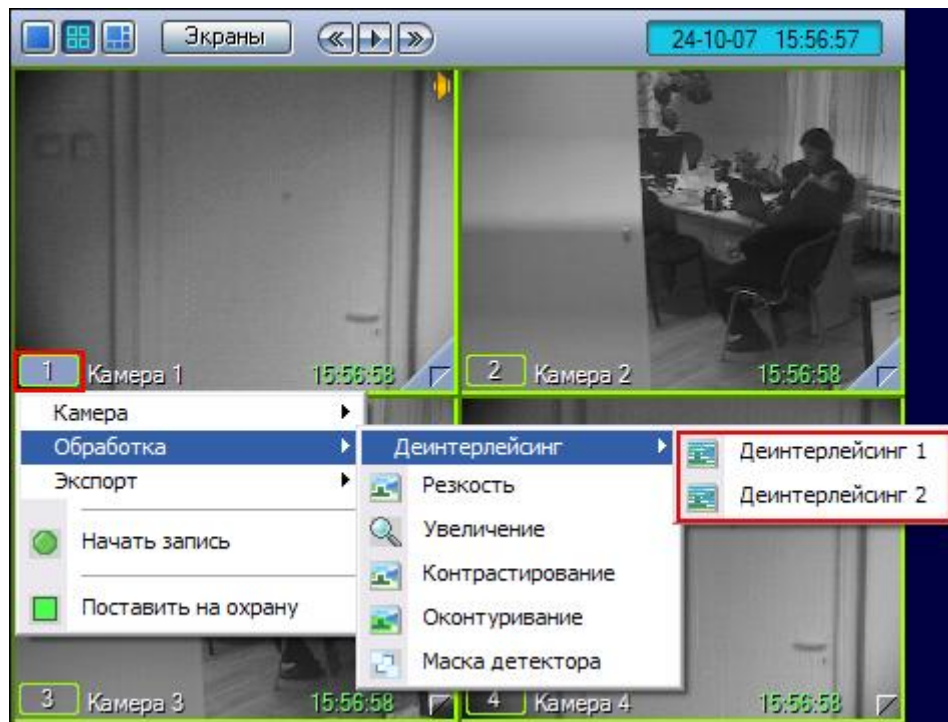 Экраны
24-10-07 15:56:57
1 Камера 1 15:56:58
2 Камера 2 15:56:58
Камера
Обработка
Экспорт
Начать запись
Поставить на охрану
Деинтерлейсинг
Резкость
Увеличение
Контрастирование
Оконтуривание
Маска детектора
Деинтерлейсинг 1
Деинтерлейсинг 2
3 Камера 3 15:56:58
4 Камера 4 15:56:58